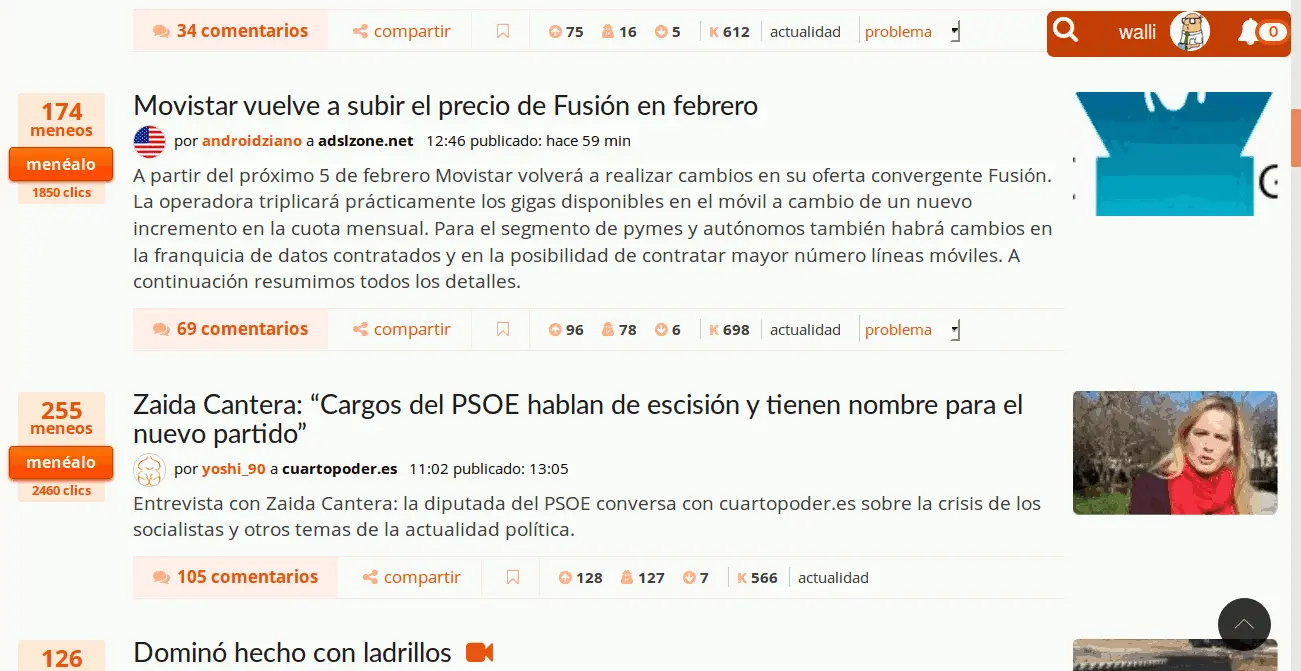 34 comentarios compartir 75 16 5 K 612 actualidad problema
walli 0
174
meneos
menéalo
1850 clics
Movistar vuelve a subir el precio de Fusión en febrero
por androidziano a adslzone.net 12:46 publicado: hace 59 min
A partir del próximo 5 de febrero Movistar volverá a realizar cambios en su oferta convergente Fusión.
La operadora triplicará prácticamente los gigas disponibles en el móvil a cambio de un nuevo
incremento en la cuota mensual. Para el segmento de pymes y autónomos también habrá cambios en
la franquicia de datos contratados y en la posibilidad de contratar mayor número líneas móviles. A
continuación resumimos todos los detalles.
69 comentarios compartir 96 78 6 K 698 actualidad problema
255
meneos
menéalo
2460 clics
Zaida Cantera: “Cargos del PSOE hablan de escisión y tienen nombre para el
nuevo partido”
por yoshi_90 a cuartopoder.es 11:02 publicado: 13:05
Entrevista con Zaida Cantera: la diputada del PSOE conversa con cuartopoder.es sobre la crisis de los
socialistas y otros temas de la actualidad política.
105 comentarios compartir 128 127 7 K 566 actualidad
126
Dominó hecho con ladrillos